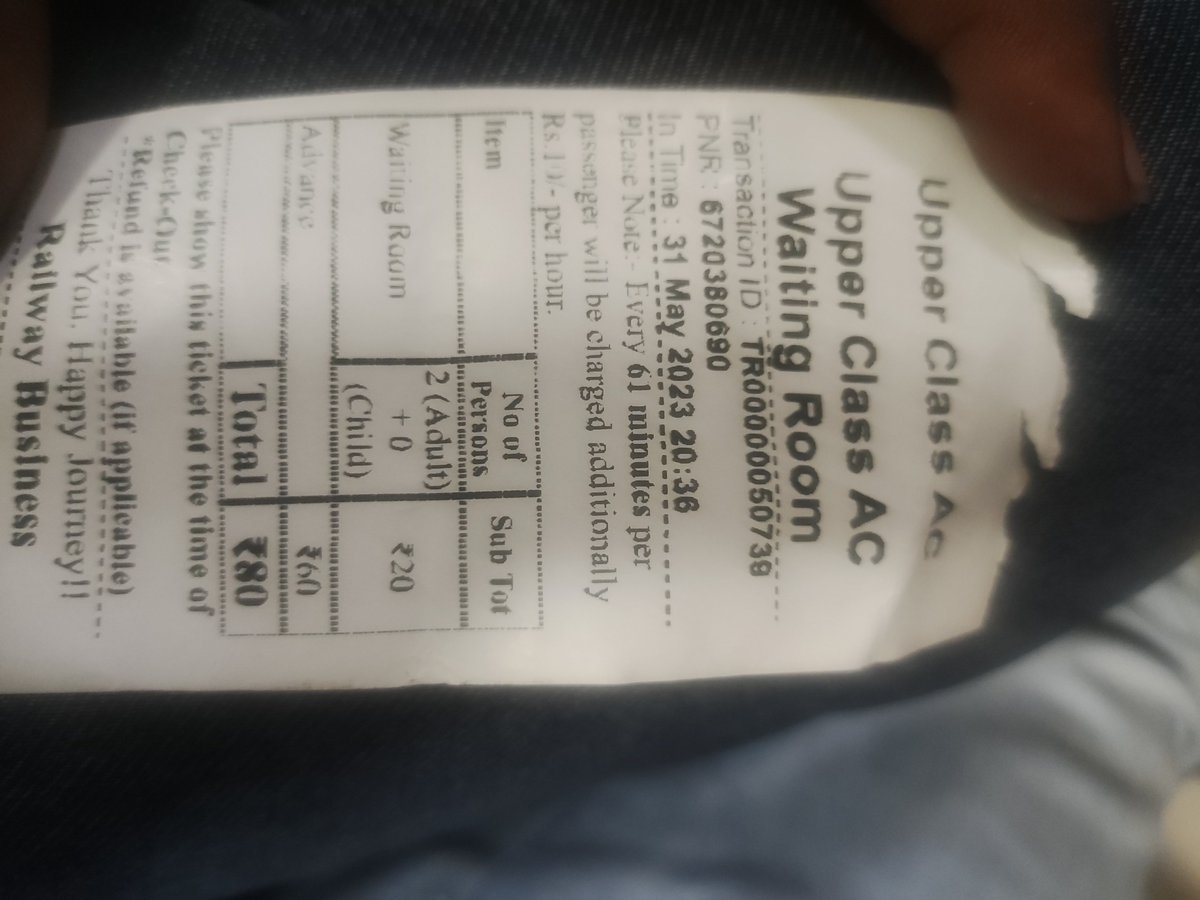 Upper Class Ac
Upper Class AC
Waiting Room
Transaction ID : TR0000000050739
PNR : 6720380690
In Time : 31 May 2023 20:36
Please Note:- Every 61 minutes per
passenger will be charged additionally
Rs.10/- per hour.
Item No of Persons Sub Tot
Waiting Room 2 (Adult) + 0 (Child) ₹20
Advance ₹60
Total ₹80
Please show this ticket at the time of
Check-Out
*Refund is available (if applicable)
Thank You. Happy Journey!!
Railway Business